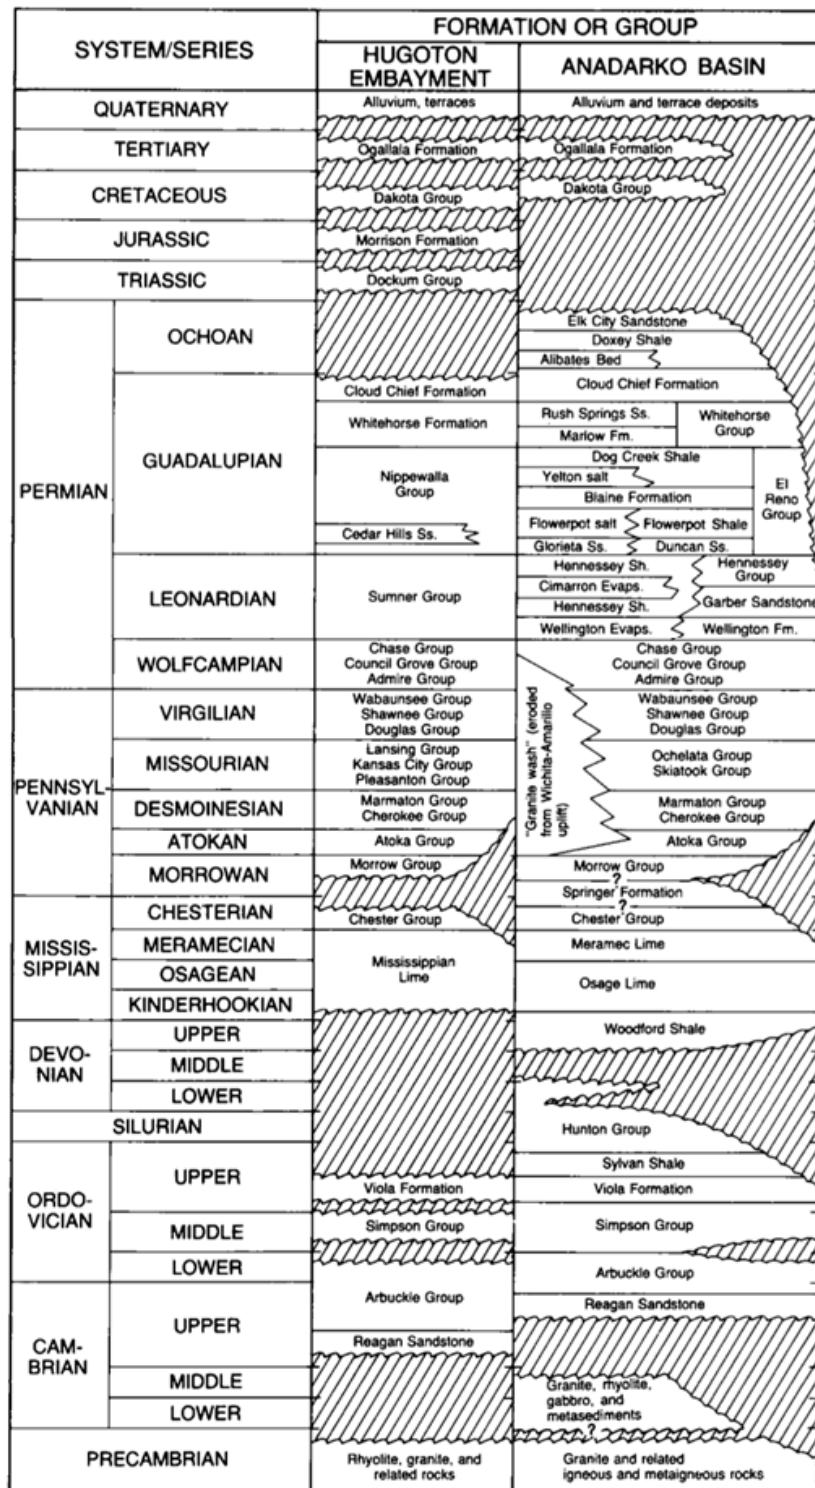 SYSTEM/SERIES
FORMATION OR GROUP
HUGOTON
EMBAYMENT
ANADARKO BASIN
QUATERNARY
Alluvium, terraces
Alluvium and terrace deposits
TERTIARY
Ogallala Formation
Ogallala Formation
CRETACEOUS
Dakota Group
Dakota Group
JURASSIC
Morrison Formation
TRIASSIC
Dockum Group
PERMIAN
OCHOAN
Elk City Sandstone
Doxey Shale
Alibates Bed
GUADALUPIAN
Cloud Chief Formation
Cloud Chief Formation
Whitehorse Formation
Rush Springs Ss.
Marlow Fm.
Whitehorse
Group
Nippewalla
Group
Cedar Hills Ss.
Dog Creek Shale
Yelton salt
Blaine Formation
Flowerpot salt
Flowerpot Shale
Glorieta Ss.
Duncan Ss.
El
Reno
Group
LEONARDIAN
Sumner Group
Hennessey Sh.
Cimarron Evaps.
Hennessey Sh.
Wellington Evaps.
Hennessey
Group
Garber Sandstone
Wellington Fm.
WOLFCAMPIAN
Chase Group
Council Grove Group
Admire Group
Chase Group
Council Grove Group
Admire Group
PENNSYL-
VANIAN
VIRGILIAN
Wabaunsee Group
Shawnee Group
Douglas Group
"Granite wash" (eroded
from Wichita-Amarillo
uplift)
Wabaunsee Group
Shawnee Group
Douglas Group
MISSOURIAN
Lansing Group
Kansas City Group
Pleasanton Group
Ochelata Group
Skiatook Group
DESMOINESIAN
Marmaton Group
Cherokee Group
Marmaton Group
Cherokee Group
ATOKAN
Atoka Group
Atoka Group
MORROWAN
Morrow Group
Morrow Group
?
Springer Formation
?
MISSIS-
SIPPIAN
CHESTERIAN
Chester Group
Chester Group
MERAMECIAN
Meramec Lime
OSAGEAN
Mississippian
Lime
Osage Lime
KINDERHOOKIAN
DEVO-
NIAN
UPPER
Woodford Shale
MIDDLE
LOWER
SILURIAN
Hunton Group
ORDO-
VICIAN
UPPER
Sylvan Shale
Viola Formation
Viola Formation
MIDDLE
Simpson Group
Simpson Group
LOWER
Arbuckle Group
CAM-
BRIAN
UPPER
Arbuckle Group
Reagan Sandstone
Reagan Sandstone
MIDDLE
LOWER
Granite, rhyolite,
gabbro, and
metasediments
?
PRECAMBRIAN
Rhyolite, granite, and
related rocks
Granite and related
igneous and metaigneous rocks